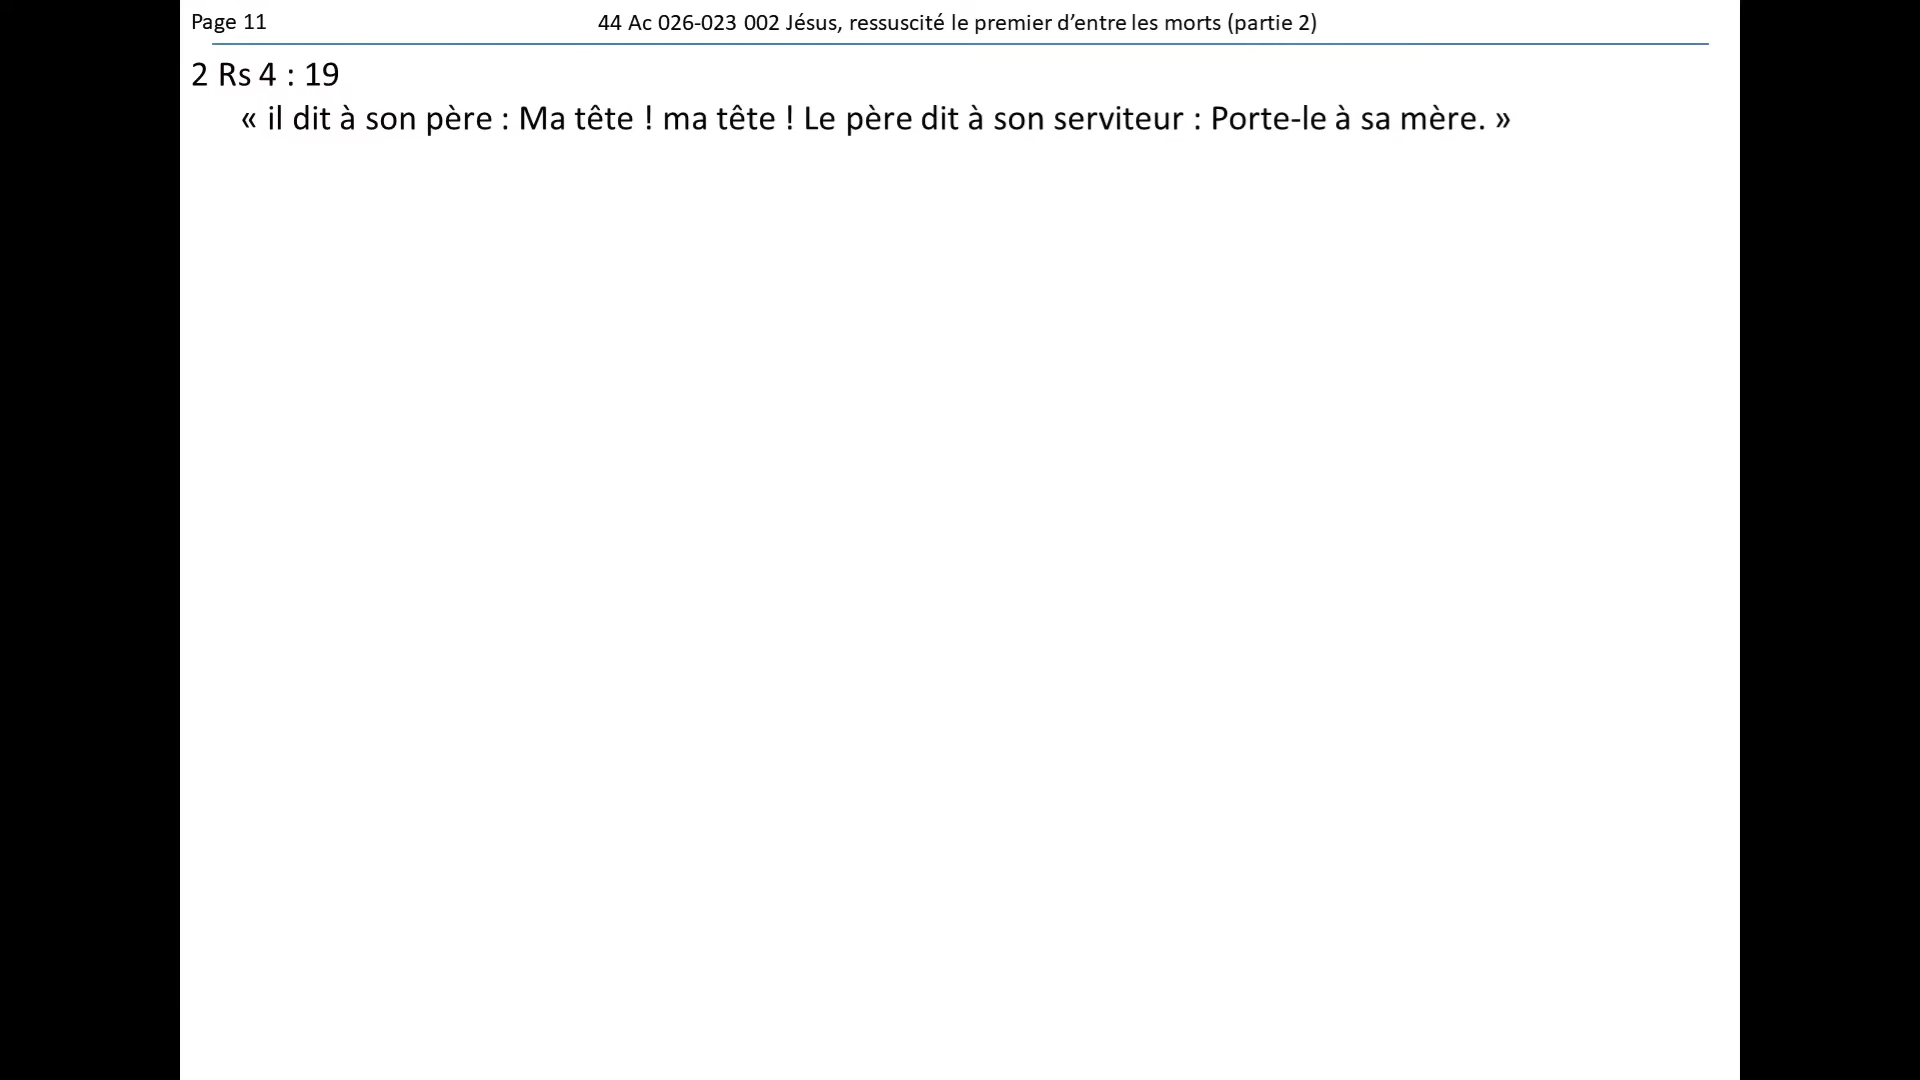 Page 11
44 Ac 026-023 002 Jésus, ressuscité le premier d’entre les morts (partie 2)
2 Rs 4 : 19
« il dit à son père : Ma tête ! ma tête ! Le père dit à son serviteur : Porte-le à sa mère. »